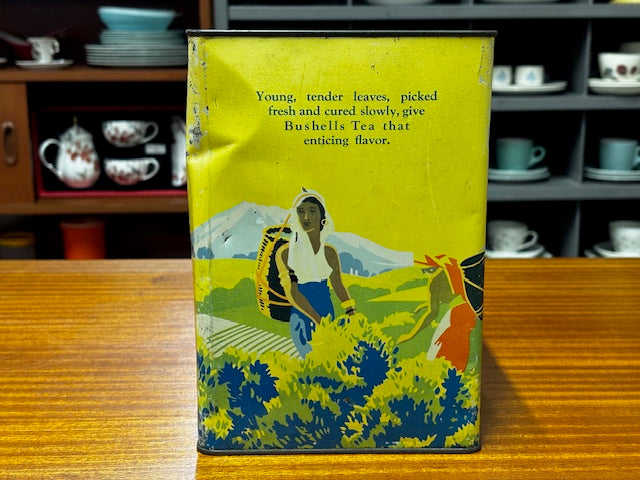 Young, tender leaves, picked
fresh and cured slowly, give
Bushells Tea that
enticing flavor.